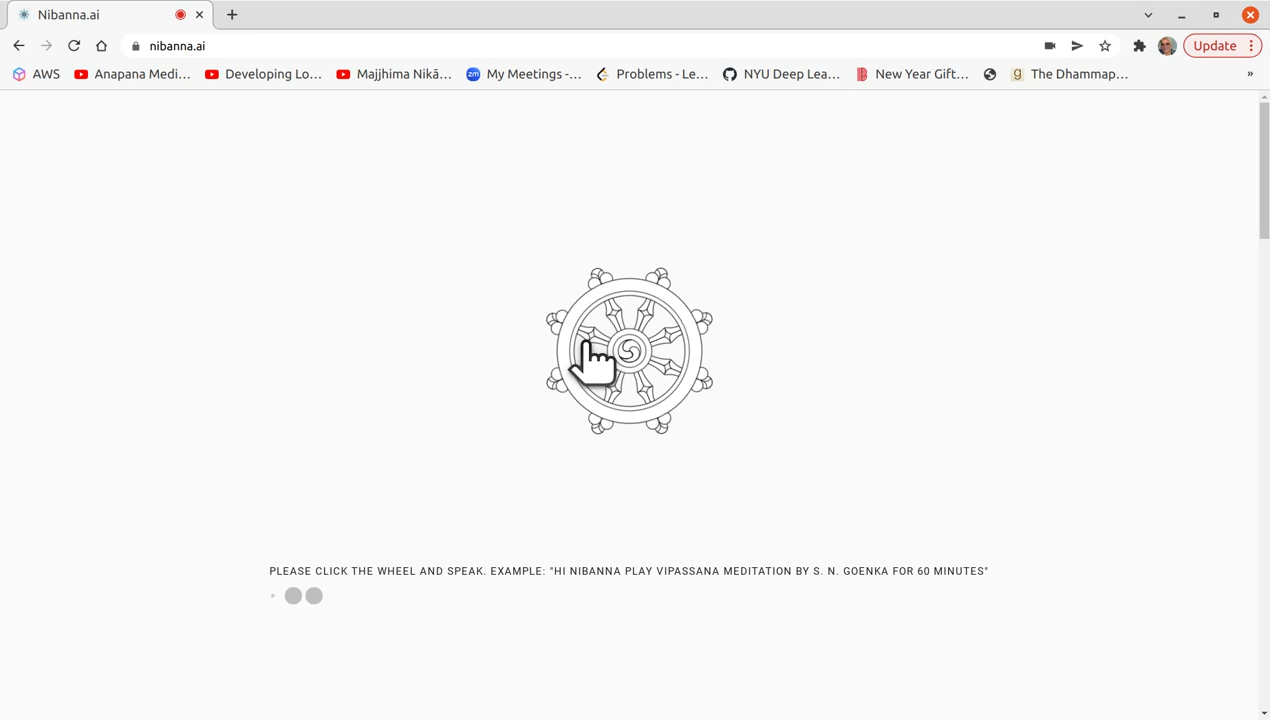 Nibanna.ai
nibanna.ai
Update
AWS
Anapana Medi...
Developing Lo...
Majjhima Nikā...
zm My Meetings -...
Problems - Le...
NYU Deep Lea...
New Year Gift...
g The Dhammap...
»
PLEASE CLICK THE WHEEL AND SPEAK. EXAMPLE: "HI NIBANNA PLAY VIPASSANA MEDITATION BY S. N. GOENKA FOR 60 MINUTES"